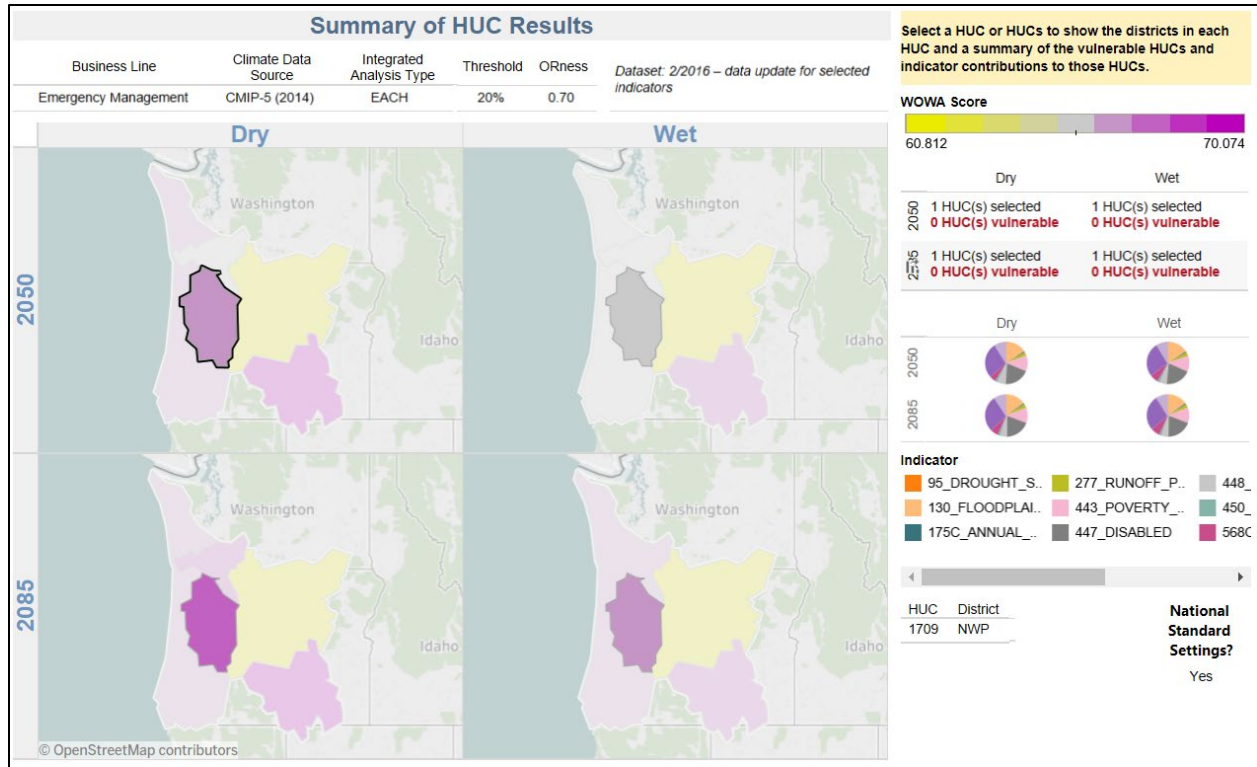 Summary of HUC Results
Business Line
Climate Data
Source
Integrated
Analysis Type
Threshold
ORness
Dataset: 2/2016 – data update for selected
indicators
Emergency Management
CMIP-5 (2014)
EACH
20%
0.70
Dry
Wet
2050
Washington
Idaho
Washington
Idaho
2085
Washington
Idaho
Washington
Idaho
© OpenStreetMap contributors
Select a HUC or HUCs to show the districts in each
HUC and a summary of the vulnerable HUCs and
indicator contributions to those HUCs.
WOWA Score
60.812
70.074
Dry
Wet
2050
1 HUC(s) selected
0 HUC(s) vulnerable
1 HUC(s) selected
0 HUC(s) vulnerable
1 HUC(s) selected
0 HUC(s) vulnerable
1 HUC(s) selected
0 HUC(s) vulnerable
Dry
Wet
2050
2085
Indicator
95_DROUGHT_S..
277_RUNOFF_P..
448_
130_FLOODPLAI..
443_POVERTY_..
450_
175C_ANNUAL_..
447_DISABLED
HUC
District
1709
NWP
National
Standard
Settings?
Yes